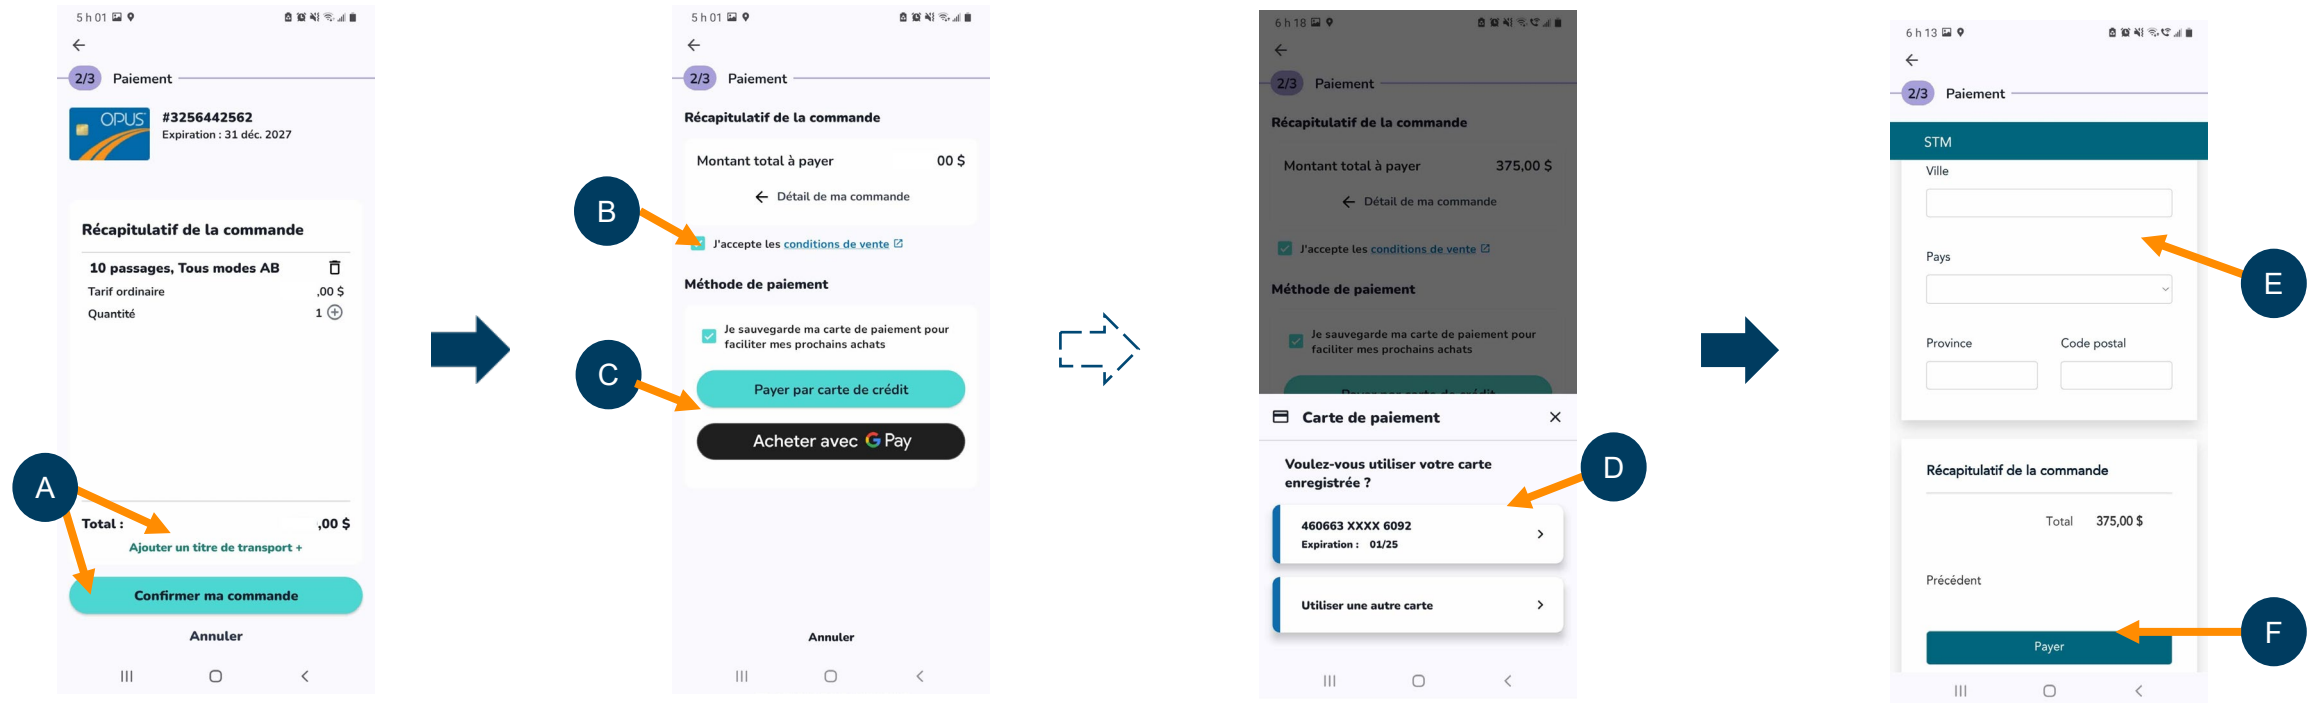 5 h 01
2/3 Paiement
OPUS
#3256442562
Expiration : 31 déc. 2027
Récapitulatif de la commande
10 passages, Tous modes AB
Tarif ordinaire ,00 $
Quantité 1
A
Total : ,00 $
Ajouter un titre de transport +
Confirmer ma commande
Annuler
5 h 01
2/3 Paiement
Récapitulatif de la commande
Montant total à payer 00 $
← Détail de ma commande
B
J'accepte les conditions de vente
Méthode de paiement
Je sauvegarde ma carte de paiement pour
faciliter mes prochains achats
C
Payer par carte de crédit
Acheter avec G Pay
Annuler
6 h 18
2/3 Paiement
Récapitulatif de la commande
Montant total à payer 375,00 $
← Détail de ma commande
J'accepte les conditions de vente
Méthode de paiement
Je sauvegarde ma carte de paiement pour
faciliter mes prochains achats
Payer par carte de crédit
Carte de paiement
Voulez-vous utiliser votre carte
enregistrée ?
D
460663 XXXX 6092
Expiration : 01/25
Utiliser une autre carte
6 h 13
2/3 Paiement
STM
Ville
E
Pays
Province Code postal
Récapitulatif de la commande
Total 375,00 $
Précédent
F
Payer